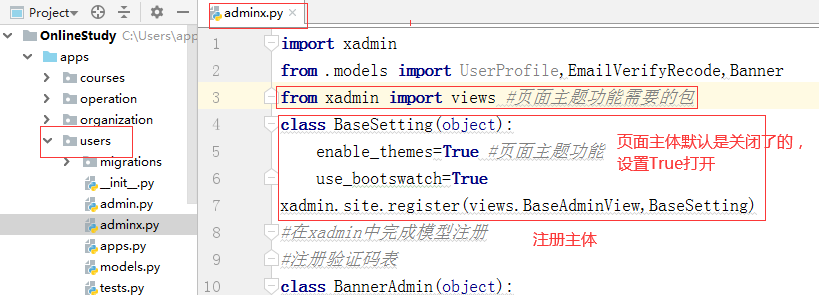 Project
adminx.py
OnlineStudy C:\Users\app
apps
courses
operation
organization
users
migrations
__init__.py
admin.py
adminx.py
apps.py
models.py
tests.py
1 import xadmin
2 from .models import UserProfile,EmailVerifyRecode,Banner
3 from xadmin import views #页面主题功能需要的包
4 class BaseSetting(object):
5 enable_themes=True #页面主题功能
6 use_bootswatch=True
7 xadmin.site.register(views.BaseAdminView,BaseSetting)
8 #在xadmin中完成模型注册
9 #注册验证码表
10 class BannerAdmin(object):
页面主体默认是关闭了的,
设置True打开
注册主体